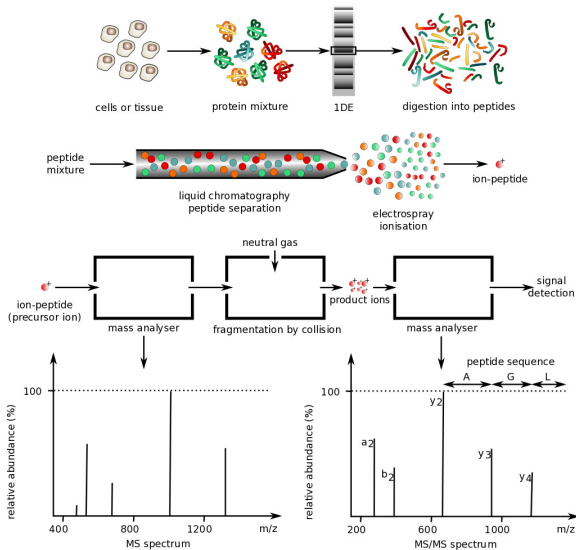 cells or tissue
protein mixture
1DE
digestion into peptides
peptide
mixture
liquid chromatography
peptide separation
electrospray
ionisation
+
ion-peptide
neutral gas
+
ion-peptide
(precursor ion)
mass analyser
fragmentation by collision
++
++
product ions
mass analyser
signal
detection
peptide sequence
A
G
L
100
relative abundance (%)
400
800
1200
m/z
MS spectrum
100
relative abundance (%)
a2
b2
y2
y3
y4
200
600
1000
m/z
MS/MS spectrum